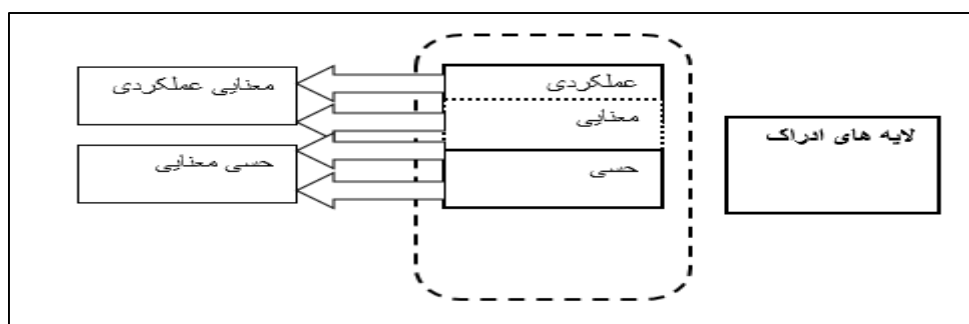 لایه های ادراک
عملکردی
معنایی
حسی
معنایی عملکردی
حسی معنایی